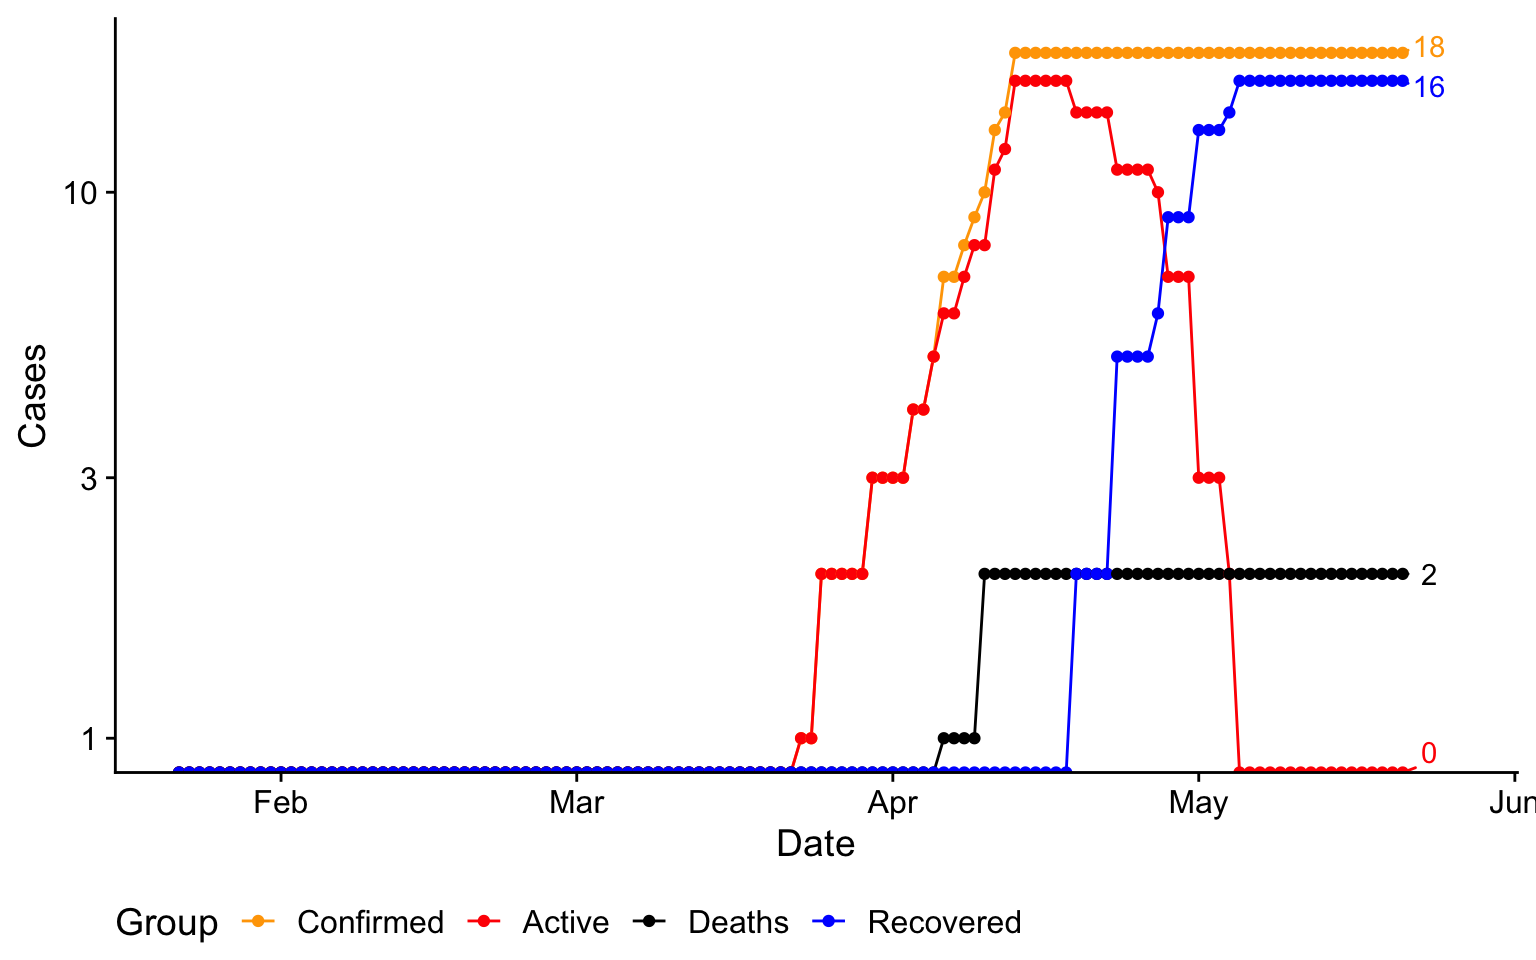 18
16
10
Cases
3
2
1
0
Feb Mar Apr May Jun
Date
Group Confirmed Active Deaths Recovered